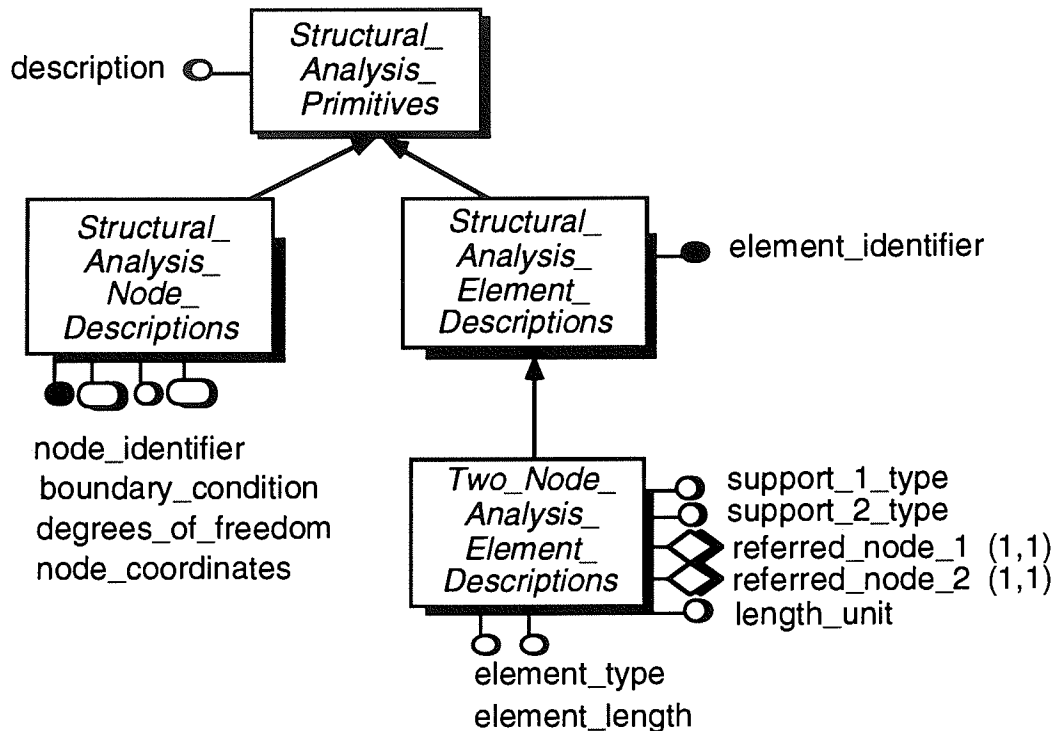 Structural_
Analysis_
Primitives
description
Structural_
Analysis_
Node_
Descriptions
Structural_
Analysis_
Element_
Descriptions
element_identifier
node_identifier
boundary_condition
degrees_of_freedom
node_coordinates
Two_Node_
Analysis_
Element_
Descriptions
support_1_type
support_2_type
referred_node_1 (1,1)
referred_node_2 (1,1)
length_unit
element_type
element_length